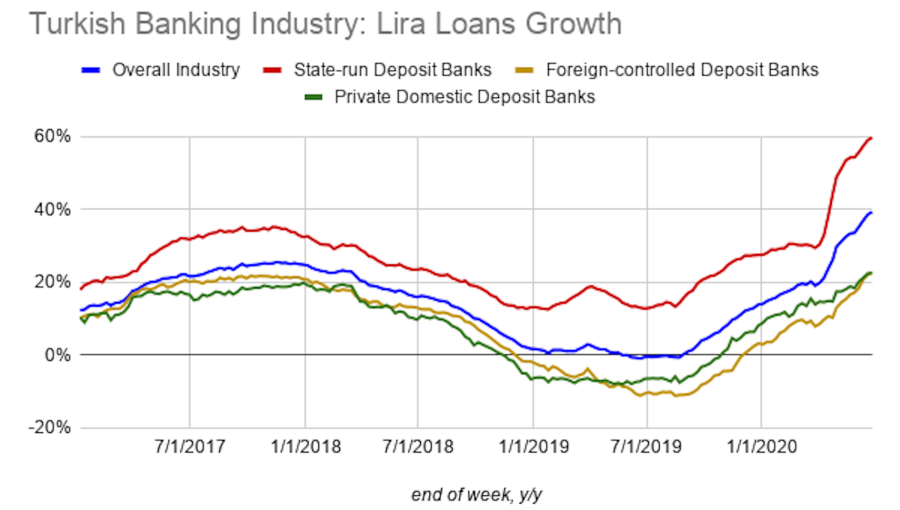 Turkish Banking Industry: Lira Loans Growth
Overall Industry State-run Deposit Banks Foreign-controlled Deposit Banks
Private Domestic Deposit Banks
60%
40%
20%
0%
-20%
7/1/2017 1/1/2018 7/1/2018 1/1/2019 7/1/2019 1/1/2020
end of week, y/y